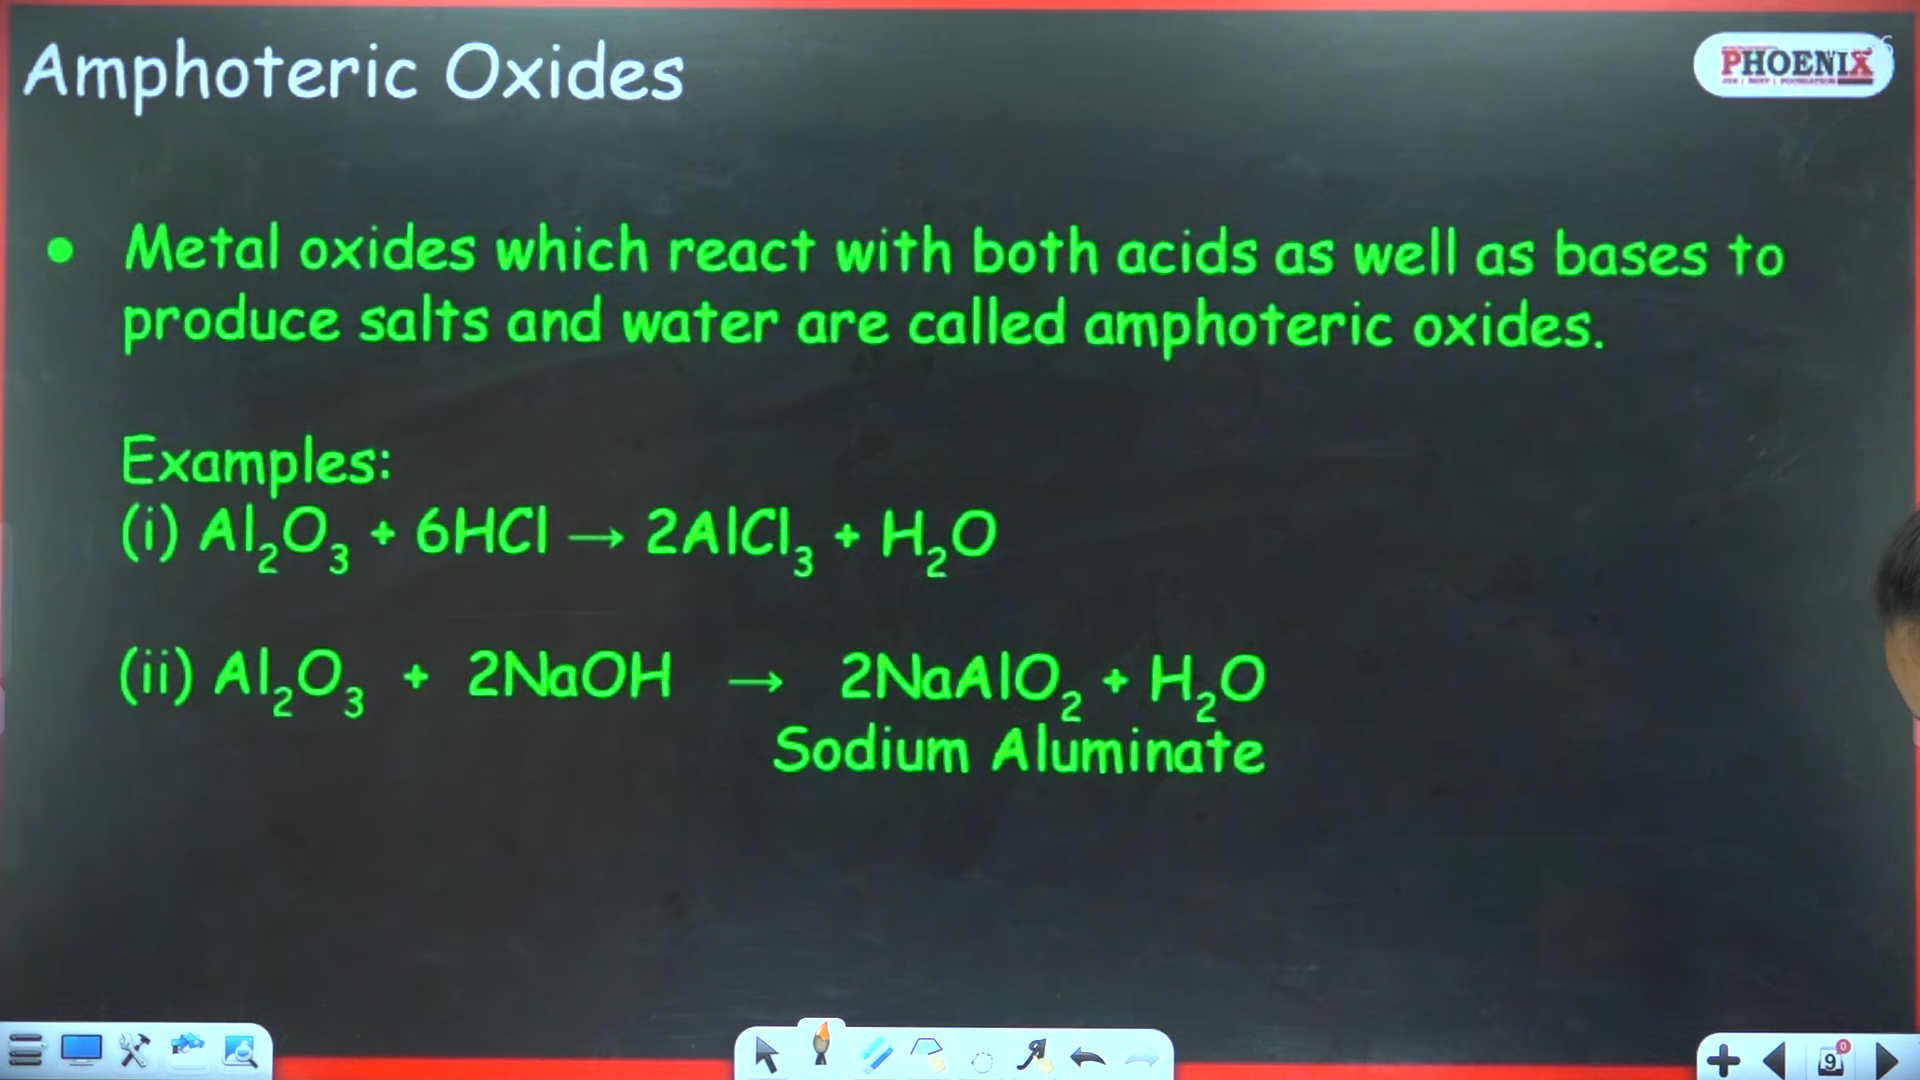 Amphoteric Oxides
PHOENIX
• Metal oxides which react with both acids as well as bases to
produce salts and water are called amphoteric oxides.
Examples:
(i) Al₂O₃ + 6HCl → 2AlCl₃ + H₂O
(ii) Al₂O₃ + 2NaOH → 2NaAlO₂ + H₂O
Sodium Aluminate
9
0